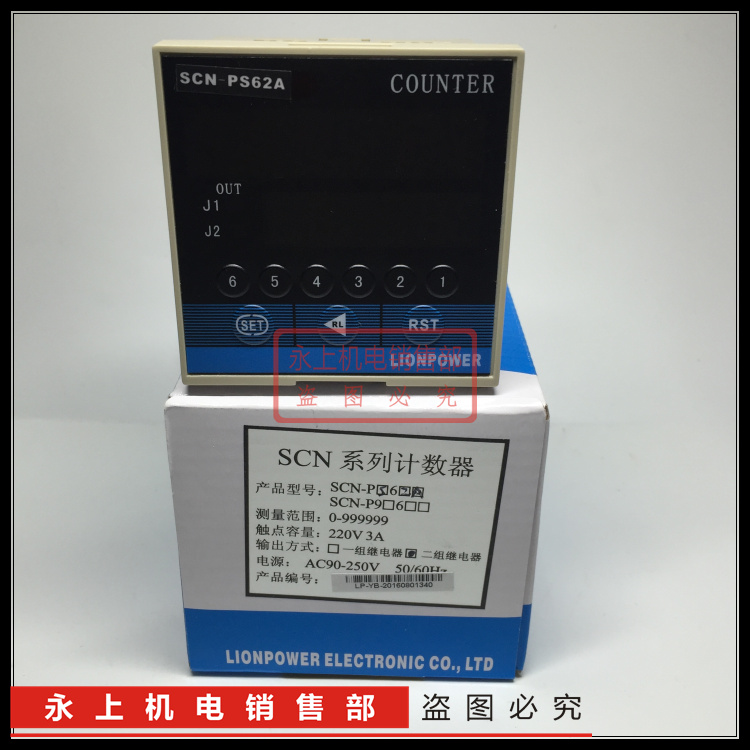 SCN-PS62A
COUNTER
OUT
J1
J2
6 5 4 3 2 1
SET RL RST
LIONPOWER
永上机电销售部
盗图必究
SCN 系列计数器
产品型号: SCN-PS62A
SCN-P9□6□□
测量范围: 0-999999
触点容量: 220V 3A
输出方式: □一组继电器 二组继电器
电源: AC90-250V 50/60Hz
产品编号:
LP-YB-20160801340
LIONPOWER ELECTRONIC CO., LTD
永上机电销售部 盗图必究